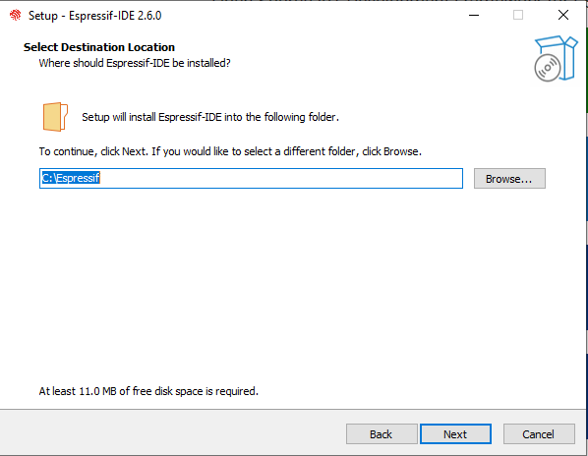 Setup - Espressif-IDE 2.6.0
Select Destination Location
Where should Espressif-IDE be installed?
Setup will install Espressif-IDE into the following folder.
To continue, click Next. If you would like to select a different folder, click Browse.
C:\Espressif
Browse...
At least 11.0 MB of free disk space is required.
Back
Next
Cancel